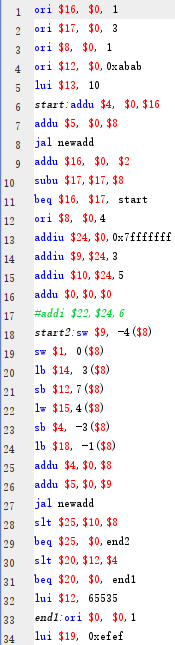 1 ori $16, $0, 1
2 ori $17, $0, 3
3 ori $8, $0, 1
4 ori $12, $0,0xabab
5 lui $13, 10
6 start:addu $4, $0,$16
7 addu $5, $0,$8
8 jal newadd
9 addu $16, $0, $2
10 subu $17,$17,$8
11 beq $16, $17, start
12 ori $8, $0,4
13 addiu $24,$0,0x7fffffff
14 addiu $9,$24,3
15 addiu $10,$24,5
16 addu $0,$0,$0
17 #addi $22,$24,6
18 start2:sw $9, -4($8)
19 sw $1, 0($8)
20 lb $14, 3($8)
21 sb $12,7($8)
22 lw $15,4($8)
23 sb $4, -3($8)
24 lb $18, -1($8)
25 addu $4,$0,$8
26 addu $5,$0,$9
27 jal newadd
28 slt $25,$10,$8
29 beq $25, $0,end2
30 slt $20,$12,$4
31 beq $20, $0, end1
32 lui $12, 65535
33 end1:ori $0, $0,1
34 lui $19, 0xefef